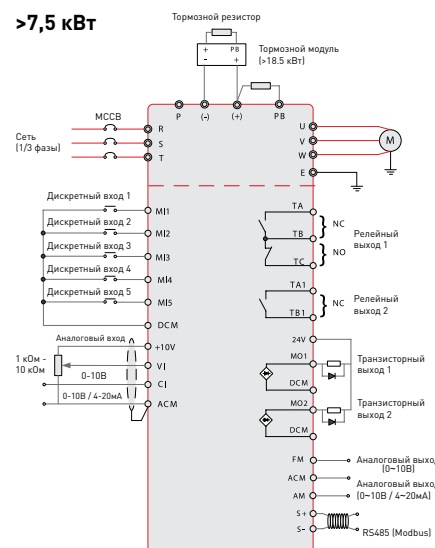 >7,5 кВт
Тормозной резистор
+ PB
- +
Тормозной модуль
(>18.5 кВт)
P (-) (+) PB
MCCB
Сеть
(1/3 фазы)
R
S
T
U
V
W
M
E
Дискретный вход 1
MI1
Дискретный вход 2
MI2
Дискретный вход 3
MI3
Дискретный вход 4
MI4
Дискретный вход 5
MI5
DCM
Аналоговый вход
+10V
1 кОм -
10 кОм
VI
0-10В
CI
0-10В / 4-20мА
ACM
TA
NC
TB
Релейный
выход 1
NO
TC
TA1
NC
Релейный
выход 2
TB1
24V
MO1
Транзисторный
выход 1
DCM
MO2
Транзисторный
выход 2
DCM
FM
Аналоговый выход
(0~10В)
ACM
Аналоговый выход
AM
(0~10В / 4~20мА)
S+
S-
RS485 (Modbus)